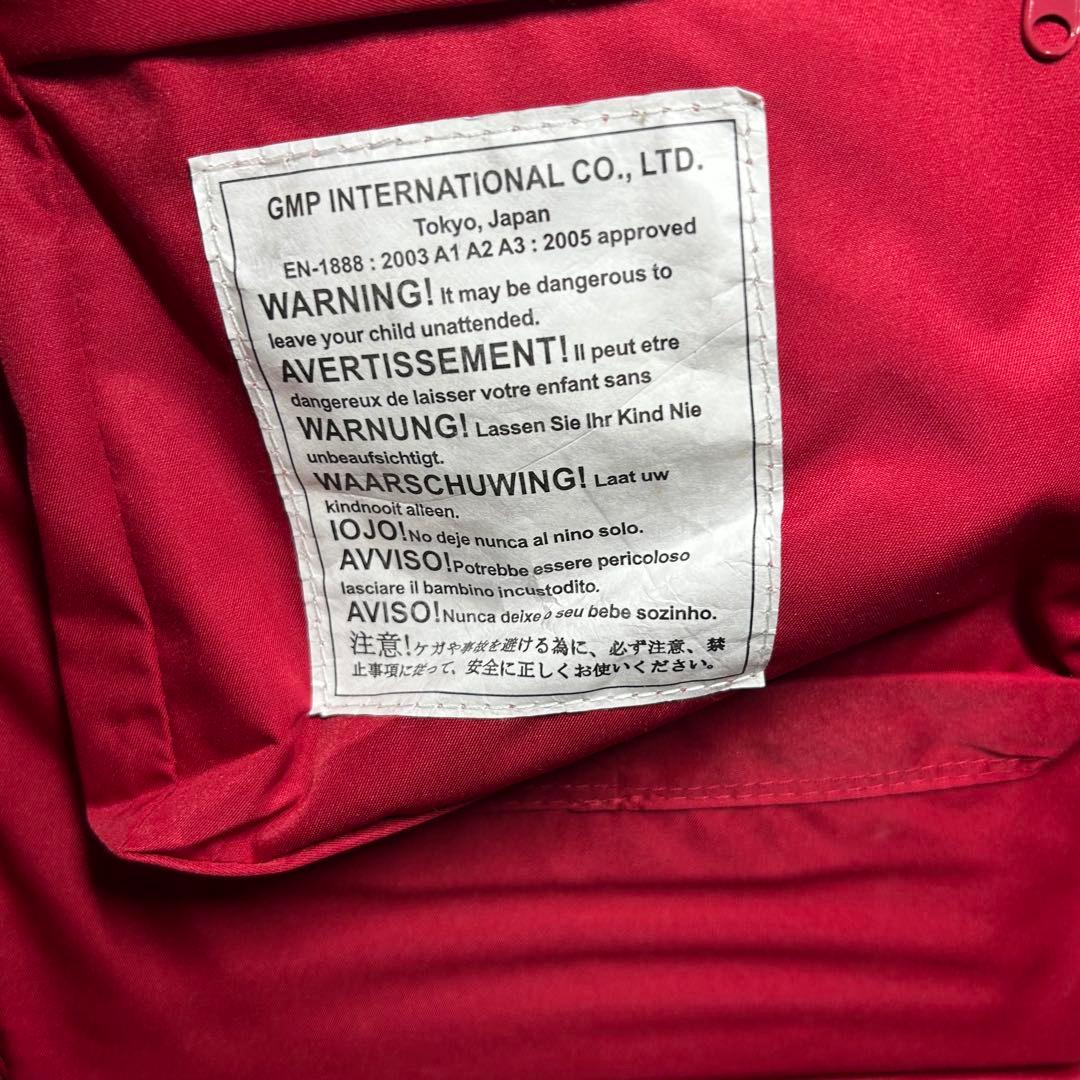 GMP INTERNATIONAL CO., LTD.
Tokyo, Japan
EN-1888 : 2003 A1 A2 A3 : 2005 approved
WARNING! It may be dangerous to
leave your child unattended.
AVERTISSEMENT! Il peut etre
dangereux de laisser votre enfant sans
WARNUNG! Lassen Sie Ihr Kind Nie
unbeaufsichtigt.
WAARSCHUWING! Laat uw
kindnooit alleen.
IOJO! No deje nunca al nino solo.
AVVISO! Potrebbe essere pericoloso
lasciare il bambino incustodito.
AVISO! Nunca deixe o seu bebe sozinho.
注意!ケガや事故を避ける為に、必ず注意、禁
止事項に従って、安全に正しくお使いください。